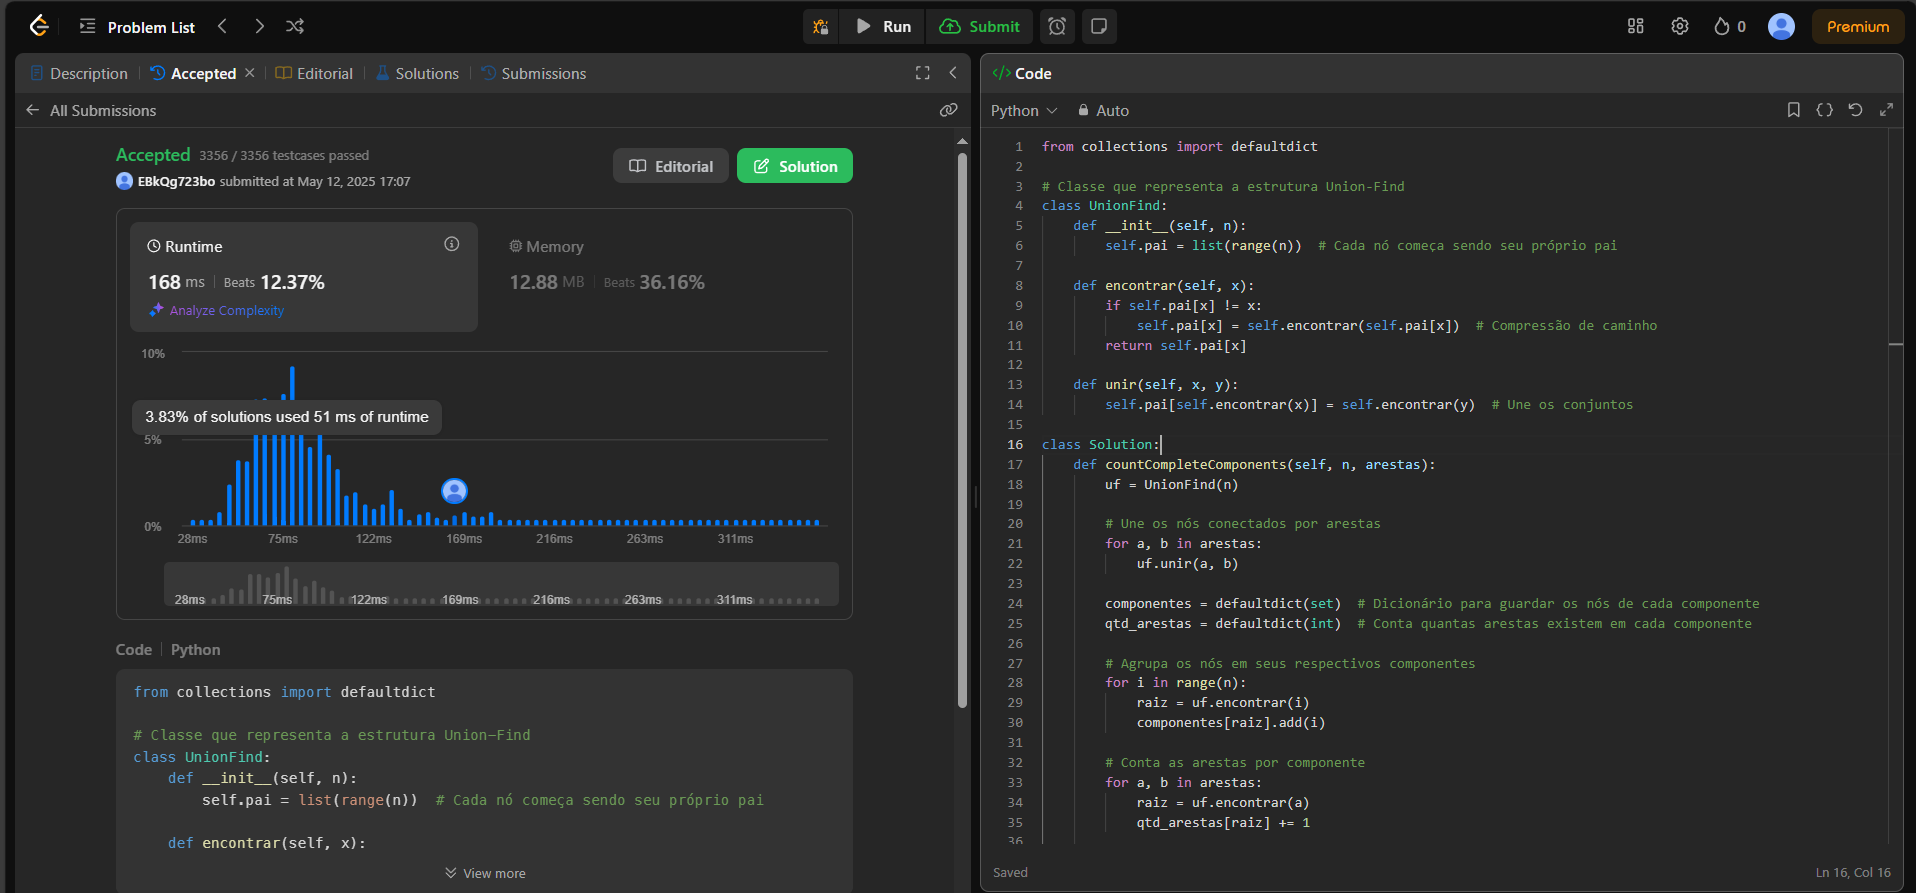 Problem List
Run
Submit
0
Premium
Description
Accepted
Editorial
Solutions
Submissions
All Submissions
Accepted 3356 / 3356 testcases passed
EBkQg723bo submitted at May 12, 2025 17:07
Editorial
Solution
Runtime
168 ms Beats 12.37%
Analyze Complexity
Memory
12.88 MB Beats 36.16%
10%
3.83% of solutions used 51 ms of runtime
5%
0%
28ms 75ms 122ms 169ms 216ms 263ms 311ms
28ms 75ms 122ms 169ms 216ms 263ms 311ms
Code Python
from collections import defaultdict
# Classe que representa a estrutura Union-Find
class UnionFind:
def __init__(self, n):
self.pai = list(range(n))  # Cada nó começa sendo seu próprio pai
def encontrar(self, x):
View more
</> Code
Python Auto
1 from collections import defaultdict
2
3 # Classe que representa a estrutura Union-Find
4 class UnionFind:
5 def __init__(self, n):
6 self.pai = list(range(n))  # Cada nó começa sendo seu próprio pai
7
8 def encontrar(self, x):
9 if self.pai[x] != x:
10 self.pai[x] = self.encontrar(self.pai[x])  # Compressão de caminho
11 return self.pai[x]
12
13 def unir(self, x, y):
14 self.pai[self.encontrar(x)] = self.encontrar(y)  # Une os conjuntos
15
16 class Solution:
17 def countCompleteComponents(self, n, arestas):
18 uf = UnionFind(n)
19
20 # Une os nós conectados por arestas
21 for a, b in arestas:
22 uf.unir(a, b)
23
24 componentes = defaultdict(set)  # Dicionário para guardar os nós de cada componente
25 qtd_arestas = defaultdict(int)  # Conta quantas arestas existem em cada componente
26
27 # Agrupa os nós em seus respectivos componentes
28 for i in range(n):
29 raiz = uf.encontrar(i)
30 componentes[raiz].add(i)
31
32 # Conta as arestas por componente
33 for a, b in arestas:
34 raiz = uf.encontrar(a)
35 qtd_arestas[raiz] += 1
36
Saved
Ln 16, Col 16